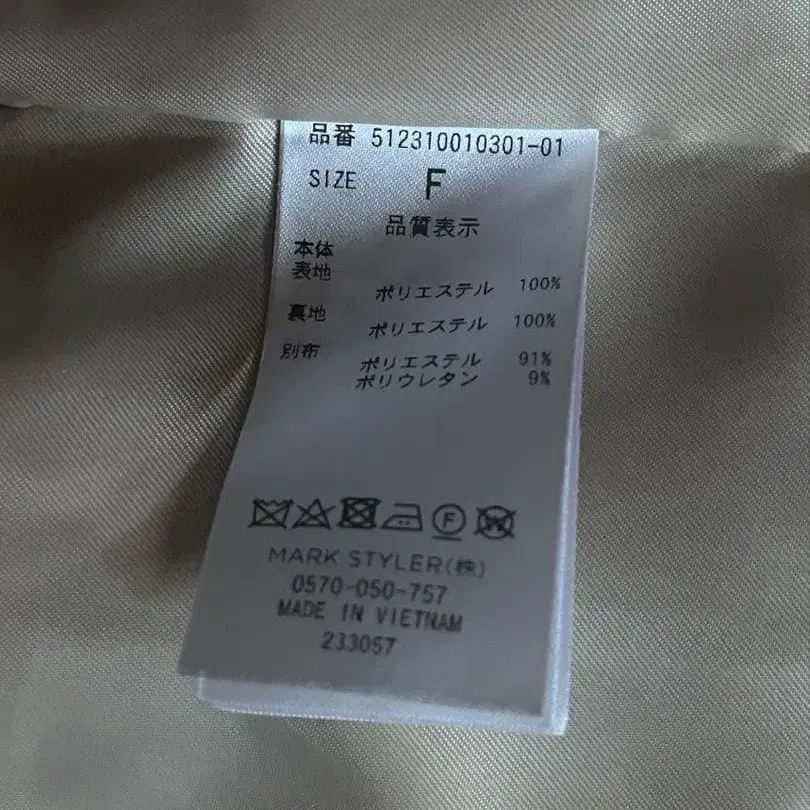 品番 512310010301-01
SIZE F
品質表示
本体
表地 ポリエステル 100%
裏地 ポリエステル 100%
別布 ポリエステル 91%
ポリウレタン 9%
F
MARK STYLER(株)
0570-050-757
MADE IN VIETNAM
233057